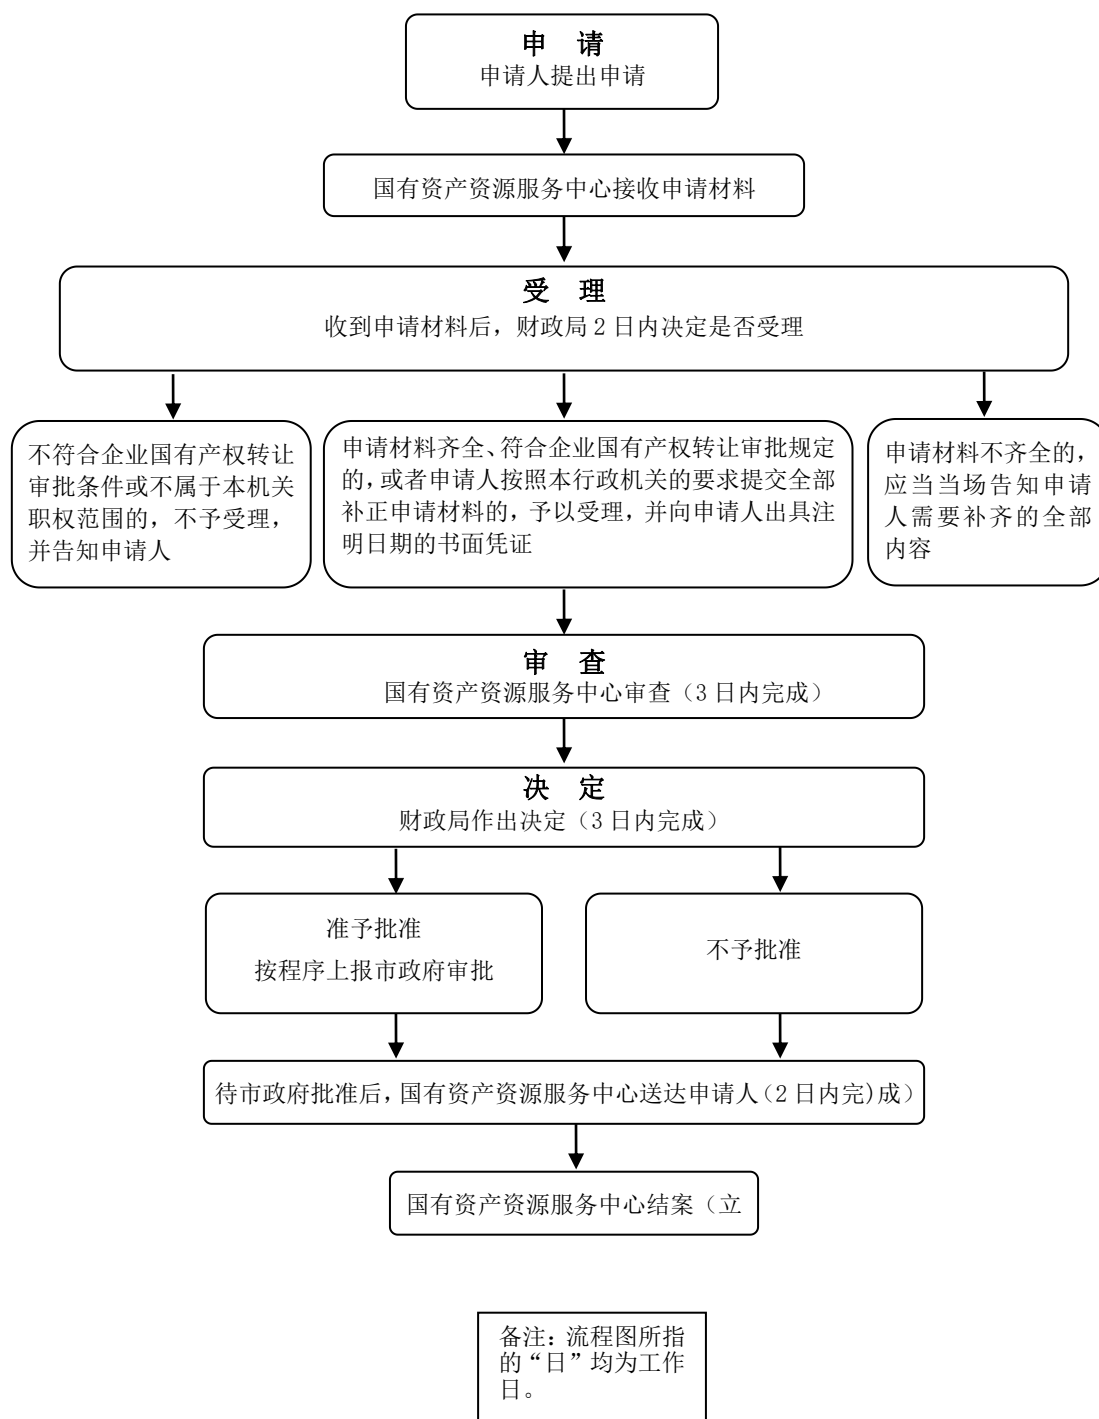 申 请
申请人提出申请
国有资产资源服务中心接收申请材料
受 理
收到申请材料后，财政局 2 日内决定是否受理
不符合企业国有产权转让
审批条件或不属于本机关
职权范围的，不予受理，
并告知申请人
申请材料齐全、符合企业国有产权转让审批规定
的，或者申请人按照本行政机关的要求提交全部
补正申请材料的，予以受理，并向申请人出具注
明日期的书面凭证
申请材料不齐全的，
应当当场告知申请
人需要补齐的全部
内容
审 查
国有资产资源服务中心审查（3 日内完成）
决 定
财政局作出决定（3 日内完成）
准予批准
按程序上报市政府审批
不予批准
待市政府批准后，国有资产资源服务中心送达申请人（2 日内完)成）
国有资产资源服务中心结案（立
备注：流程图所指
的“日”均为工作
日。